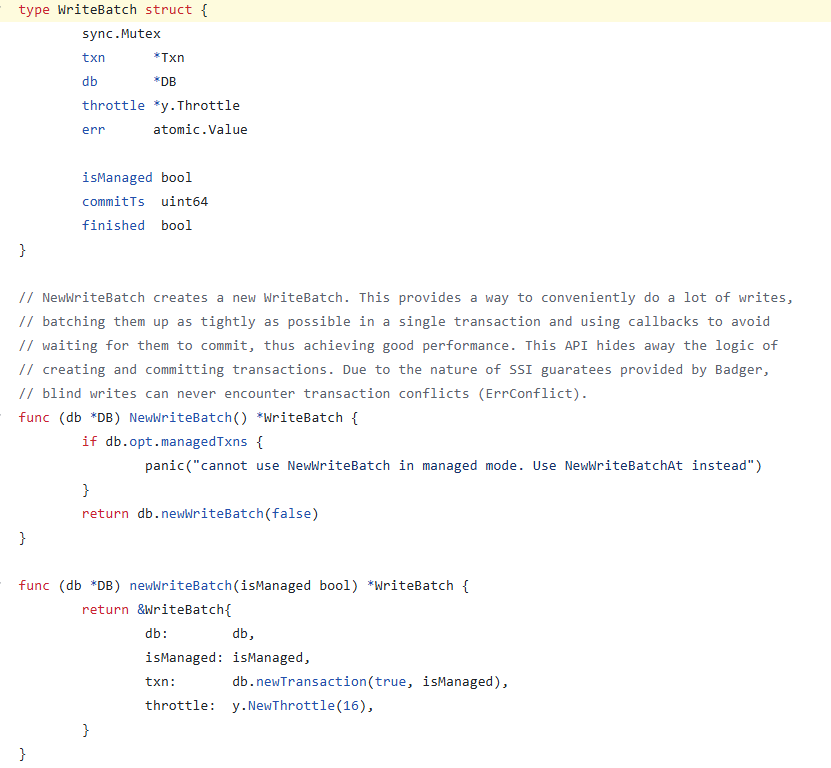 type WriteBatch struct {
        sync.Mutex
        txn      *Txn
        db       *DB
        throttle *y.Throttle
        err      atomic.Value

        isManaged bool
        commitTs  uint64
        finished  bool
}

// NewWriteBatch creates a new WriteBatch. This provides a way to conveniently do a lot of writes,
// batching them up as tightly as possible in a single transaction and using callbacks to avoid
// waiting for them to commit, thus achieving good performance. This API hides away the logic of
// creating and committing transactions. Due to the nature of SSI guaratees provided by Badger,
// blind writes can never encounter transaction conflicts (ErrConflict).
func (db *DB) NewWriteBatch() *WriteBatch {
        if db.opt.managedTxns {
                panic("cannot use NewWriteBatch in managed mode. Use NewWriteBatchAt instead")
        }
        return db.newWriteBatch(false)
}

func (db *DB) newWriteBatch(isManaged bool) *WriteBatch {
        return &WriteBatch{
                db:        db,
                isManaged: isManaged,
                txn:       db.newTransaction(true, isManaged),
                throttle:  y.NewThrottle(16),
        }
}